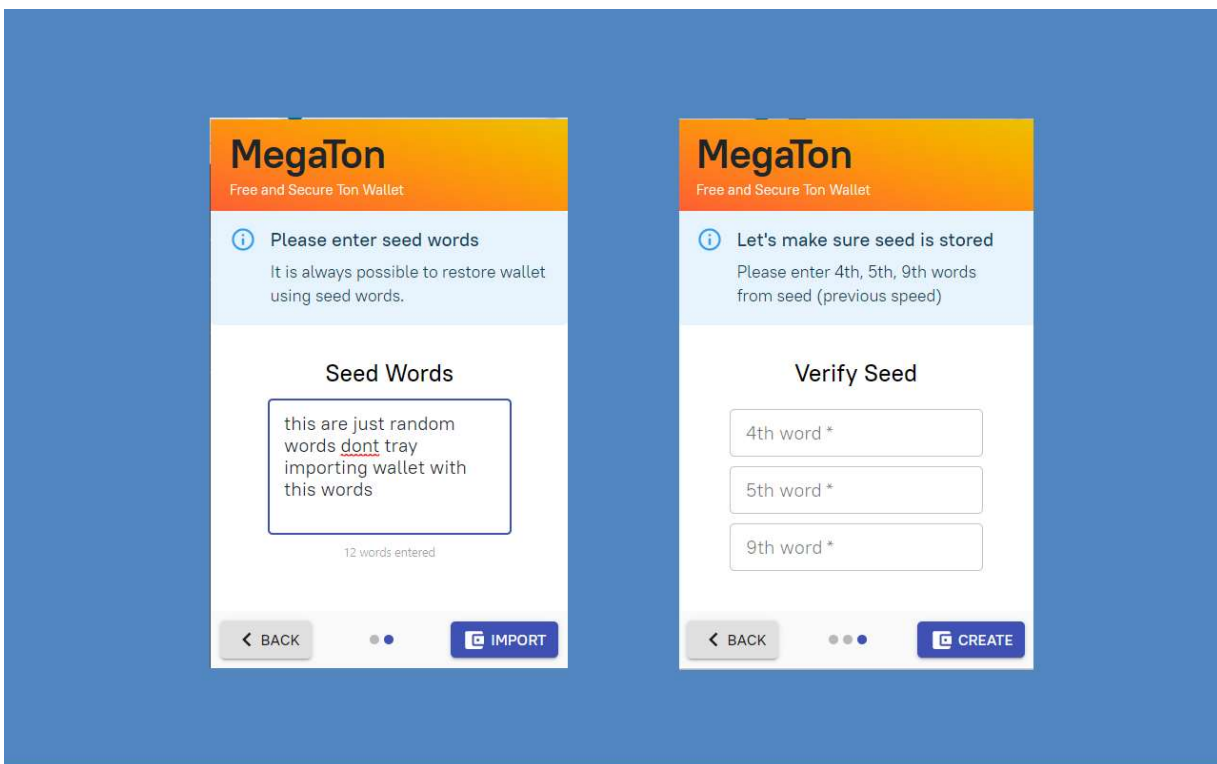 MegaTon
Free and Secure Ton Wallet
Please enter seed words
It is always possible to restore wallet
using seed words.
Seed Words
this are just random
words dont tray
importing wallet with
this words
12 words entered
BACK
IMPORT
MegaTon
Free and Secure Ton Wallet
Let's make sure seed is stored
Please enter 4th, 5th, 9th words
from seed (previous speed)
Verify Seed
4th word *
5th word *
9th word *
BACK
CREATE